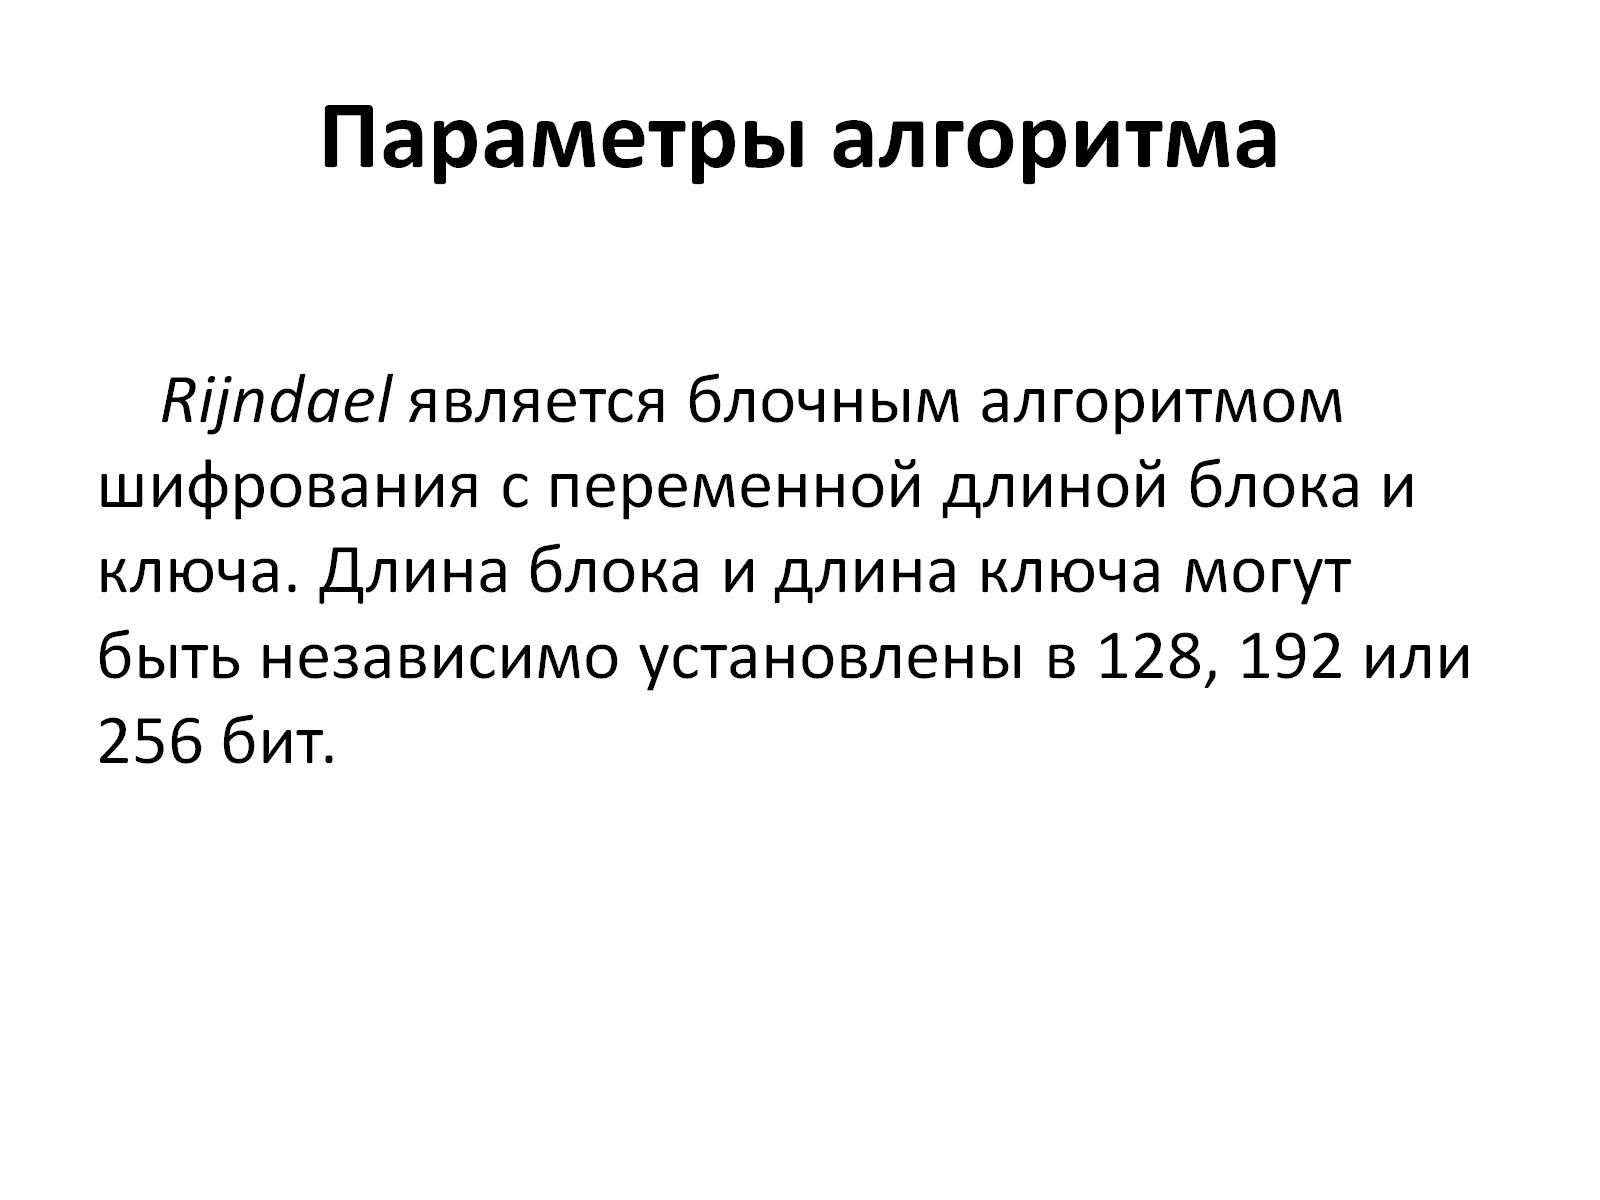 Параметры алгоритма
Rijndael является блочным алгоритмом
шифрования с переменной длиной блока и
ключа. Длина блока и длина ключа могут
быть независимо установлены в 128, 192 или
256 бит.